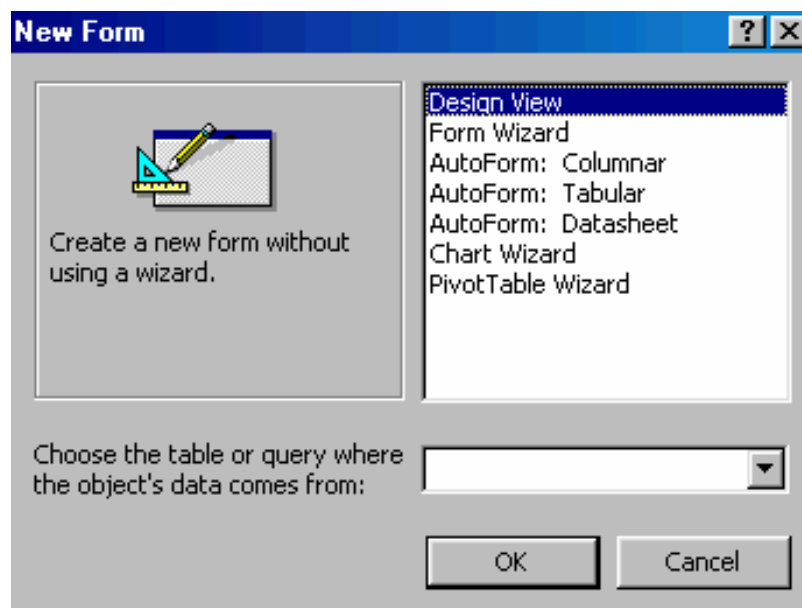 New Form
Create a new form without
using a wizard.
Design View
Form Wizard
AutoForm: Columnar
AutoForm: Tabular
AutoForm: Datasheet
Chart Wizard
PivotTable Wizard
Choose the table or query where
the object's data comes from:
OK
Cancel